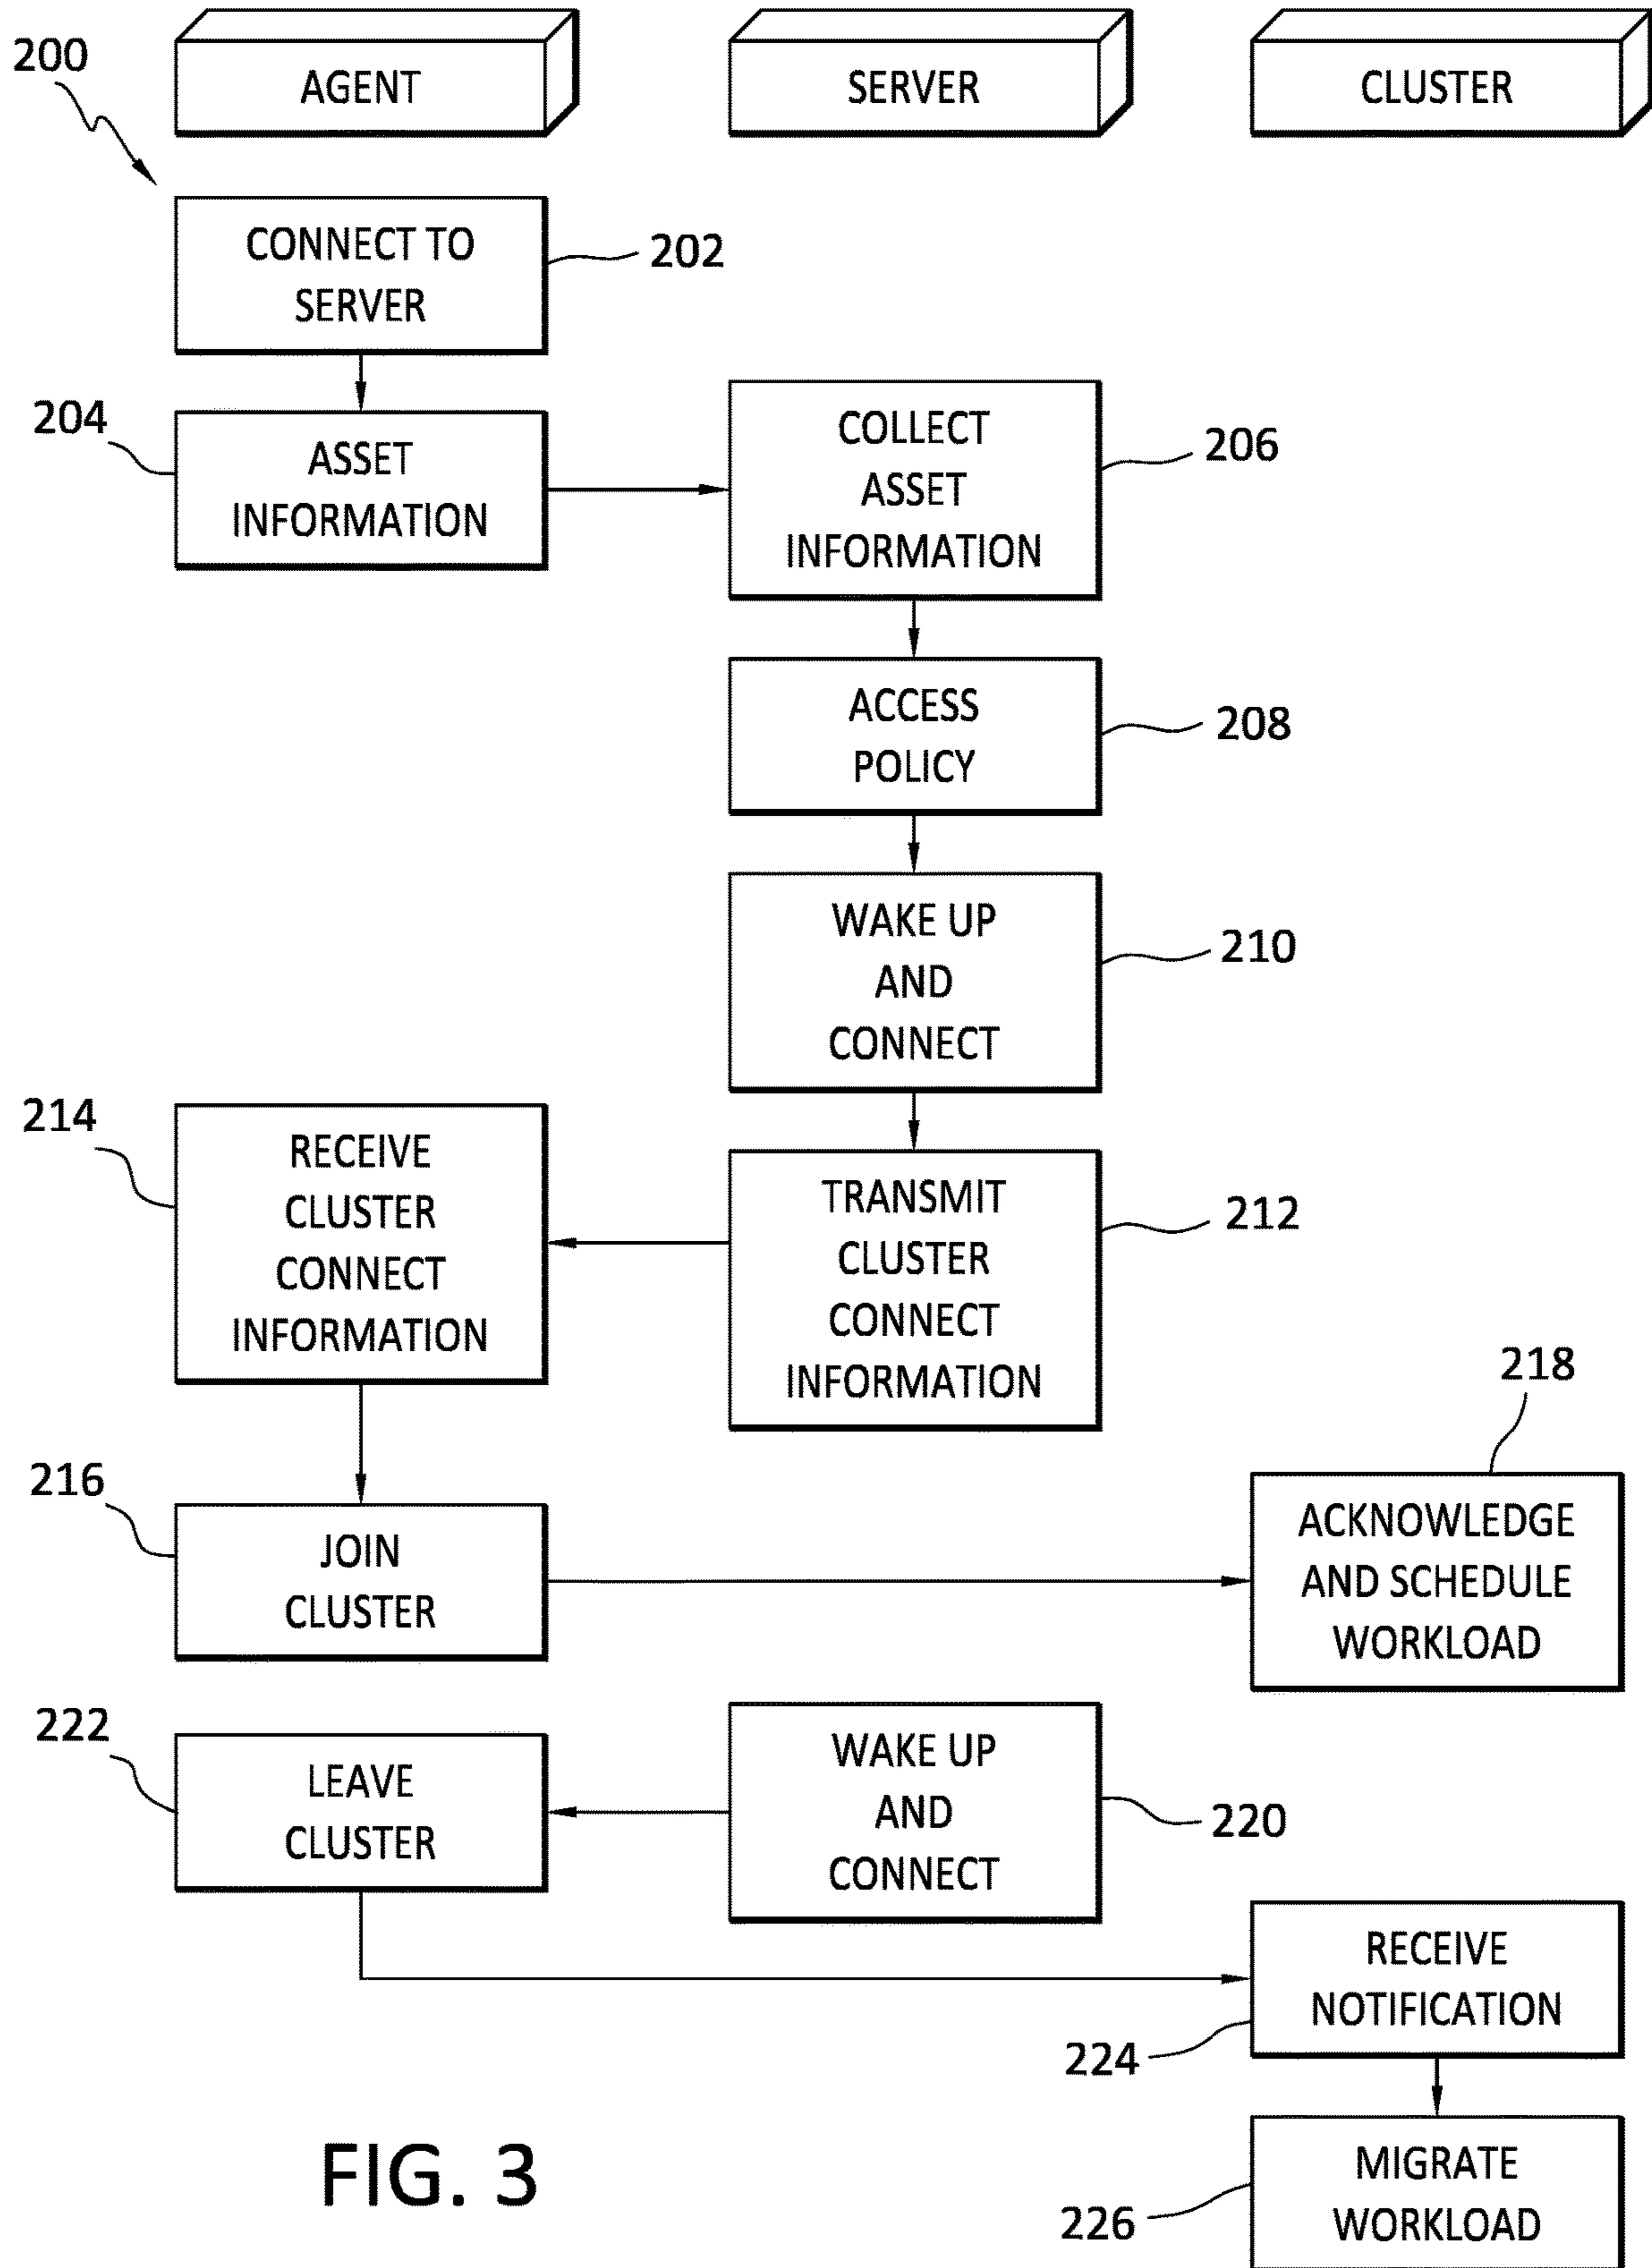 AGENT
SERVER
CLUSTER
200
CONNECT TO
SERVER
202
204
ASSET
INFORMATION
COLLECT
ASSET
INFORMATION
206
ACCESS
POLICY
208
WAKE UP
AND
CONNECT
210
214
RECEIVE
CLUSTER
CONNECT
INFORMATION
TRANSMIT
CLUSTER
CONNECT
INFORMATION
212
216
JOIN
CLUSTER
218
ACKNOWLEDGE
AND SCHEDULE
WORKLOAD
222
LEAVE
CLUSTER
WAKE UP
AND
CONNECT
220
RECEIVE
NOTIFICATION
224
MIGRATE
WORKLOAD
226
FIG. 3